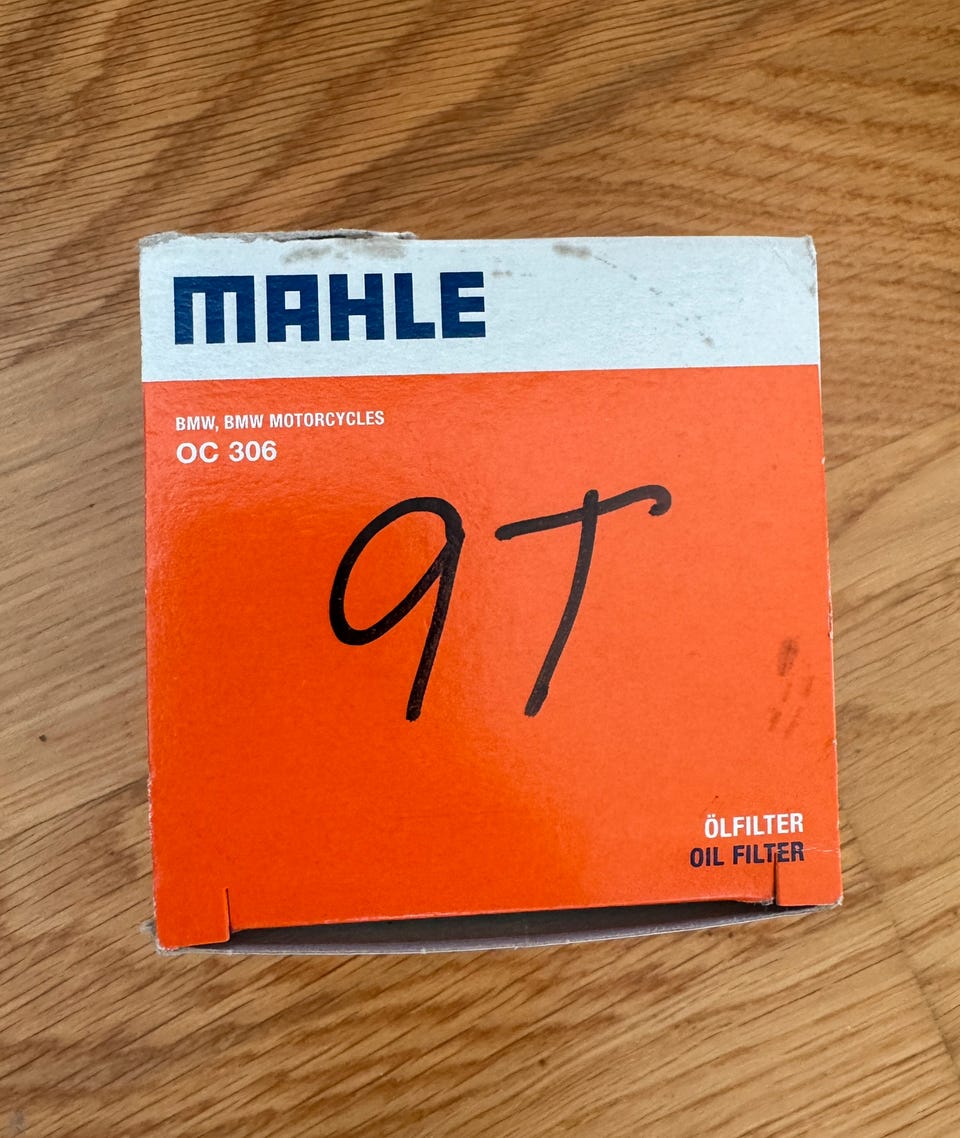 MAHLE
BMW, BMW MOTORCYCLES
OC 306
9T
ÖLFILTER
OIL FILTER